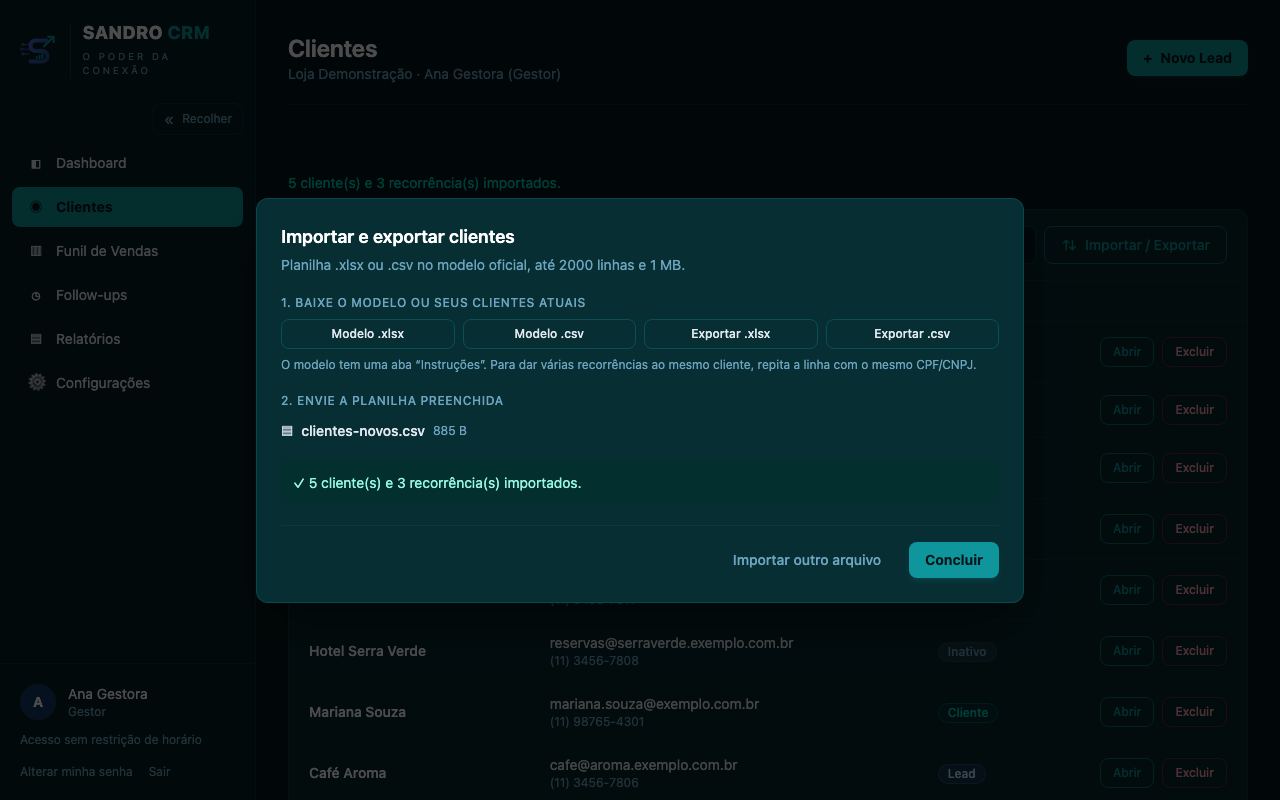 SANDRO CRM
O PODER DA
CONEXÃO
« Recolher
Dashboard
Clientes
Funil de Vendas
Follow-ups
Relatórios
Configurações
A
Ana Gestora
Gestor
Acesso sem restrição de horário
Alterar minha senha Sair
Clientes
Loja Demonstração · Ana Gestora (Gestor)
+ Novo Lead
5 cliente(s) e 3 recorrência(s) importados.
Importar / Exportar
Importar e exportar clientes
Planilha .xlsx ou .csv no modelo oficial, até 2000 linhas e 1 MB.
1. BAIXE O MODELO OU SEUS CLIENTES ATUAIS
Modelo .xlsx Modelo .csv Exportar .xlsx Exportar .csv
O modelo tem uma aba “Instruções”. Para dar várias recorrências ao mesmo cliente, repita a linha com o mesmo CPF/CNPJ.
2. ENVIE A PLANILHA PREENCHIDA
clientes-novos.csv 885 B
✓ 5 cliente(s) e 3 recorrência(s) importados.
Importar outro arquivo Concluir
Abrir Excluir
Abrir Excluir
Abrir Excluir
Abrir Excluir
Abrir Excluir
Hotel Serra Verde reservas@serraverde.exemplo.com.br Inativo Abrir Excluir
(11) 3456-7808
Mariana Souza mariana.souza@exemplo.com.br Cliente Abrir Excluir
(11) 98765-4301
Café Aroma cafe@aroma.exemplo.com.br Lead Abrir Excluir
(11) 3456-7806